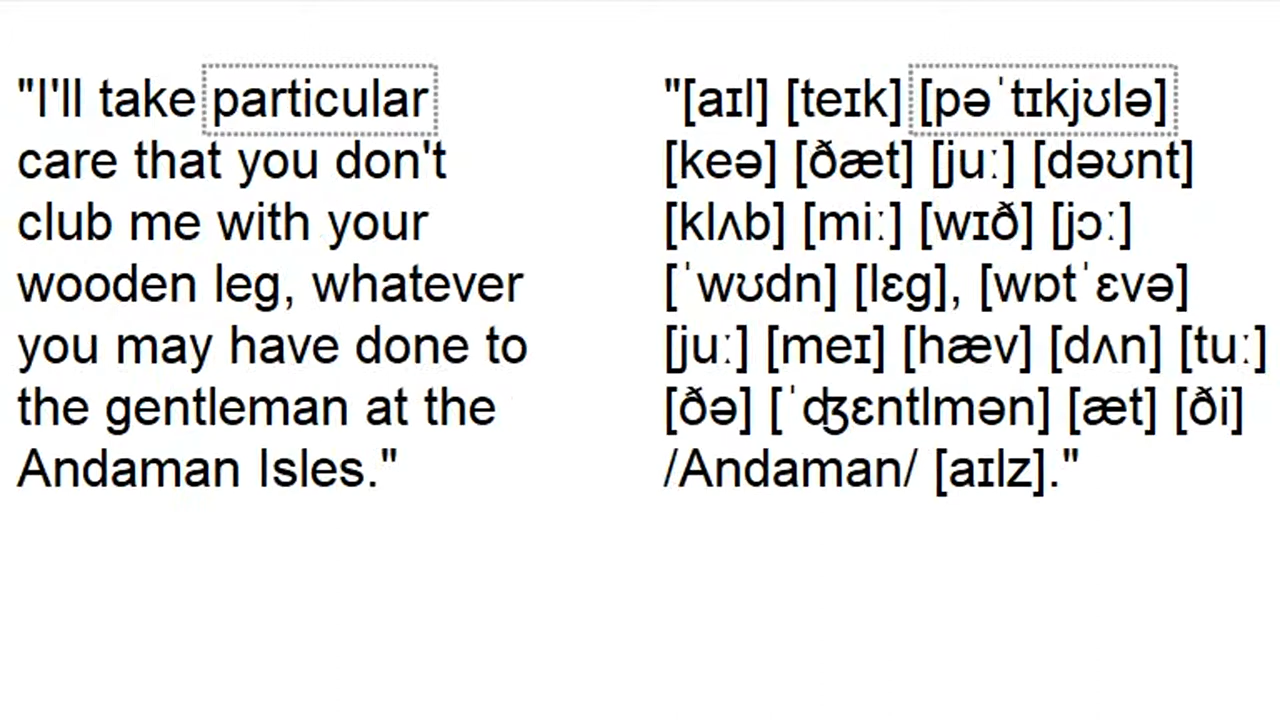 "I'll take particular
care that you don't
club me with your
wooden leg, whatever
you may have done to
the gentleman at the
Andaman Isles."
"[aɪl] [teɪk] [pəˈtɪkjʊlə]
[keə] [ðæt] [juː] [dəʊnt]
[klʌb] [miː] [wɪð] [jɔː]
[ˈwʊdn] [lɛg], [wɒtˈɛvə]
[juː] [meɪ] [hæv] [dʌn] [tuː]
[ðə] [ˈʤɛntlmən] [æt] [ði]
/Andaman/ [aɪlz]."